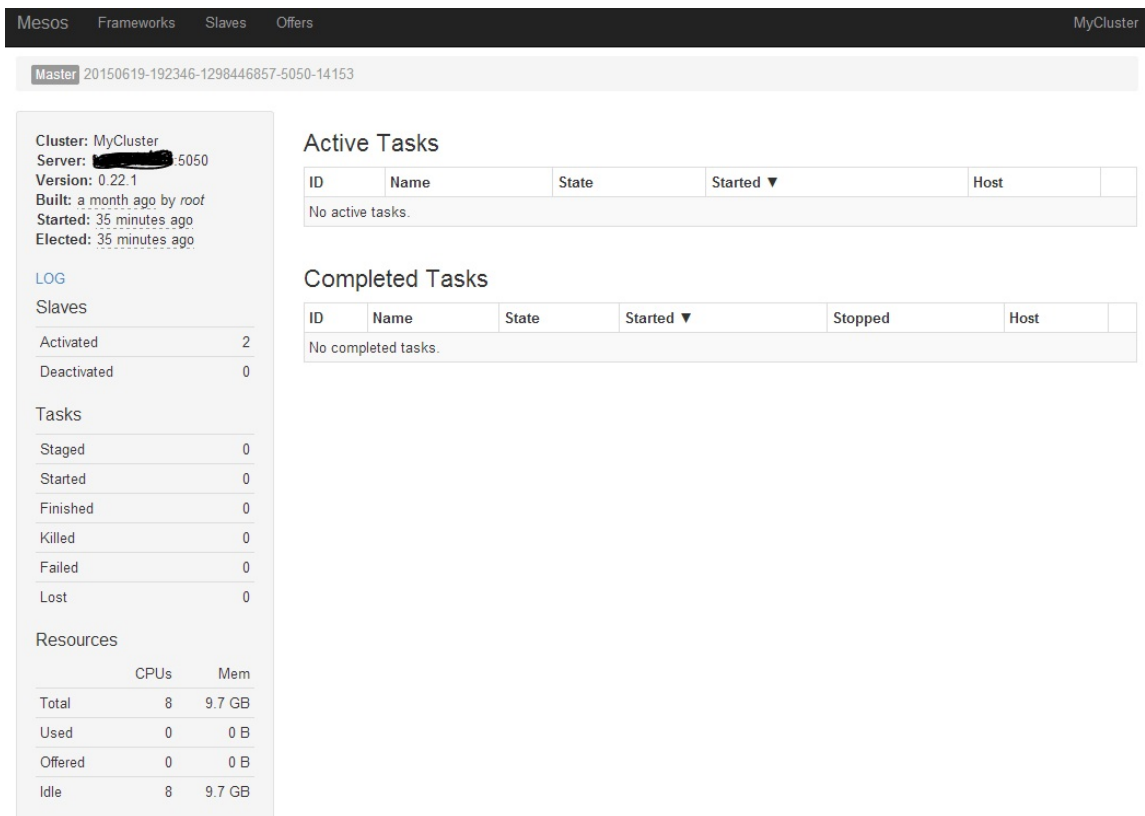 Mesos Frameworks Slaves Offers MyCluster
Master 20150619-192346-1298446857-5050-14153
Cluster: MyCluster
Server: :5050
Version: 0.22.1
Built: a month ago by root
Started: 35 minutes ago
Elected: 35 minutes ago
LOG
Slaves
Activated 2
Deactivated 0
Tasks
Staged 0
Started 0
Finished 0
Killed 0
Failed 0
Lost 0
Resources
CPUs Mem
Total 8 9.7 GB
Used 0 0 B
Offered 0 0 B
Idle 8 9.7 GB
Active Tasks
ID Name State Started ▼ Host
No active tasks.
Completed Tasks
ID Name State Started ▼ Stopped Host
No completed tasks.